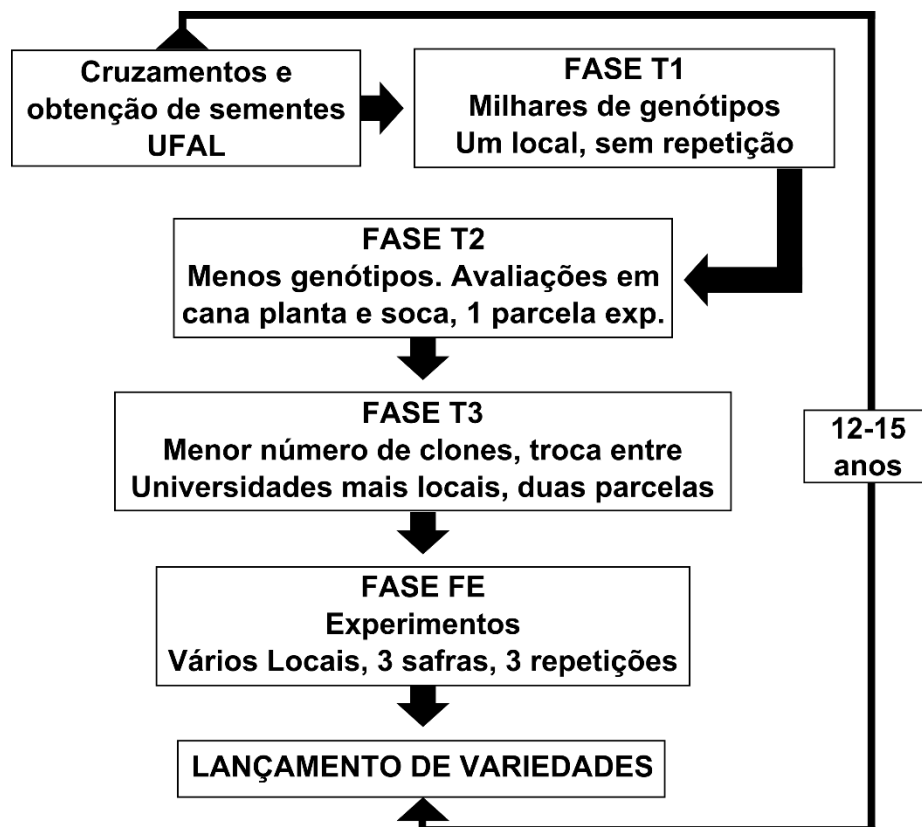 Cruzamentos e
obtenção de sementes
UFAL
FASE T1
Milhares de genótipos
Um local, sem repetição
FASE T2
Menos genótipos. Avaliações em
cana planta e soca, 1 parcela exp.
FASE T3
Menor número de clones, troca entre
Universidades mais locais, duas parcelas
12-15
anos
FASE FE
Experimentos
Vários Locais, 3 safras, 3 repetições
LANÇAMENTO DE VARIEDADES